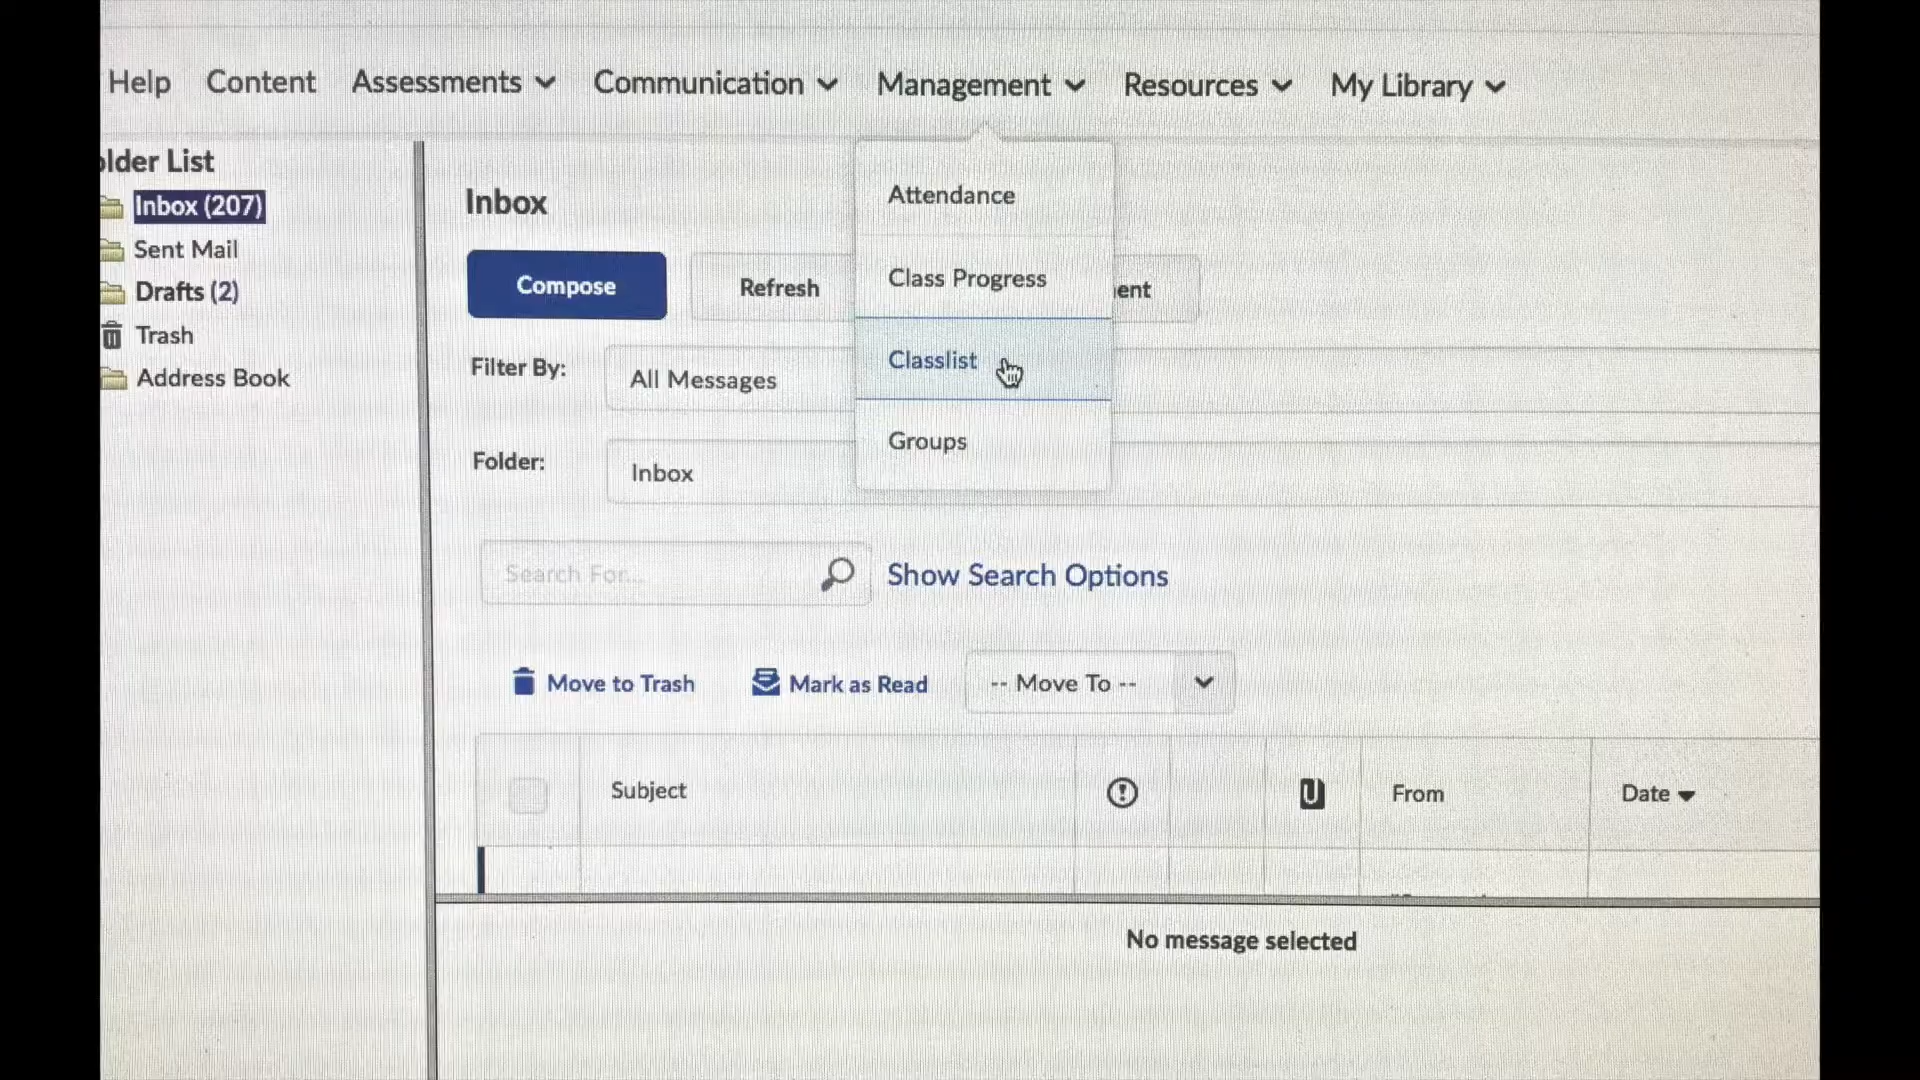 Help Content Assessments Communication Management Resources My Library
older List
Inbox (207)
Sent Mail
Drafts (2)
Trash
Address Book
Inbox
Compose
Refresh
ent
Filter By:
All Messages
Folder:
Inbox
Attendance
Class Progress
Classlist
Groups
Search For...
Show Search Options
Move to Trash
Mark as Read
-- Move To --
Subject
From
Date
No message selected